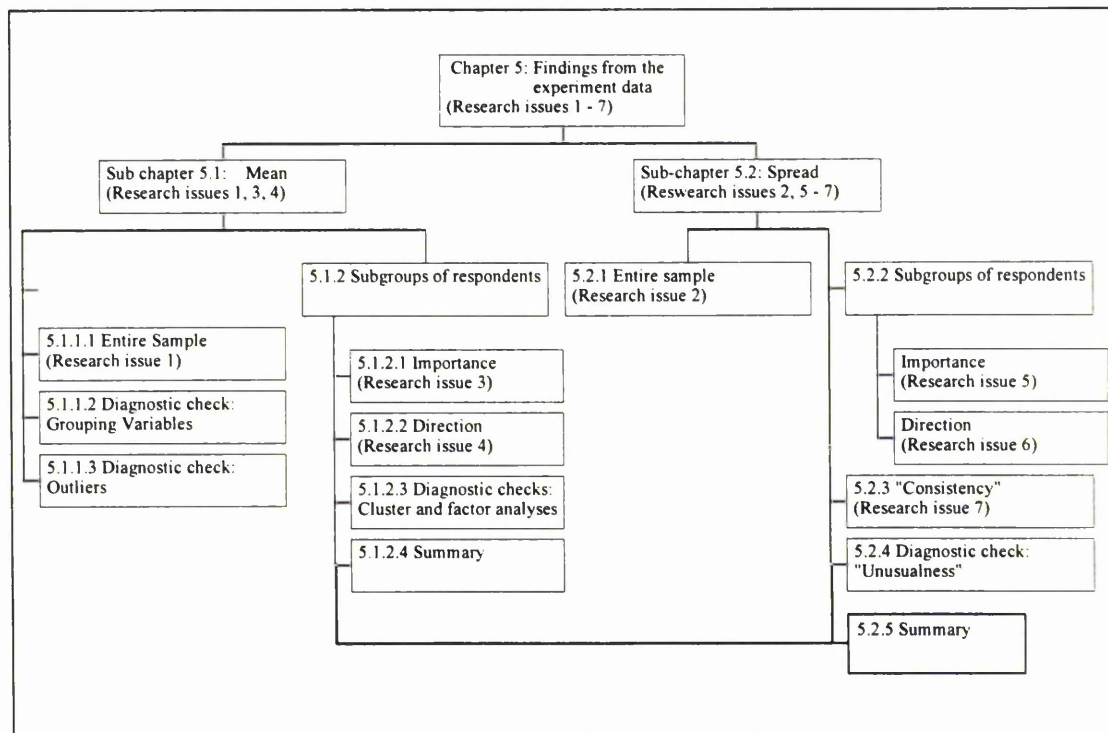 Chapter 5: Findings from the
experiment data
(Research issues 1 - 7)
Sub chapter 5.1: Mean
(Research issues 1, 3, 4)
Sub-chapter 5.2: Spread
(Reswearch issues 2, 5 - 7)
5.1.1.1 Entire Sample
(Research issue 1)
5.1.1.2 Diagnostic check:
Grouping Variables
5.1.1.3 Diagnostic check:
Outliers
5.1.2 Subgroups of respondents
5.1.2.1 Importance
(Research issue 3)
5.1.2.2 Direction
(Research issue 4)
5.1.2.3 Diagnostic checks:
Cluster and factor analyses
5.1.2.4 Summary
5.2.1 Entire sample
(Research issue 2)
5.2.2 Subgroups of respondents
Importance
(Research issue 5)
Direction
(Research issue 6)
5.2.3 "Consistency"
(Research issue 7)
5.2.4 Diagnostic check:
"Unusualness"
5.2.5 Summary